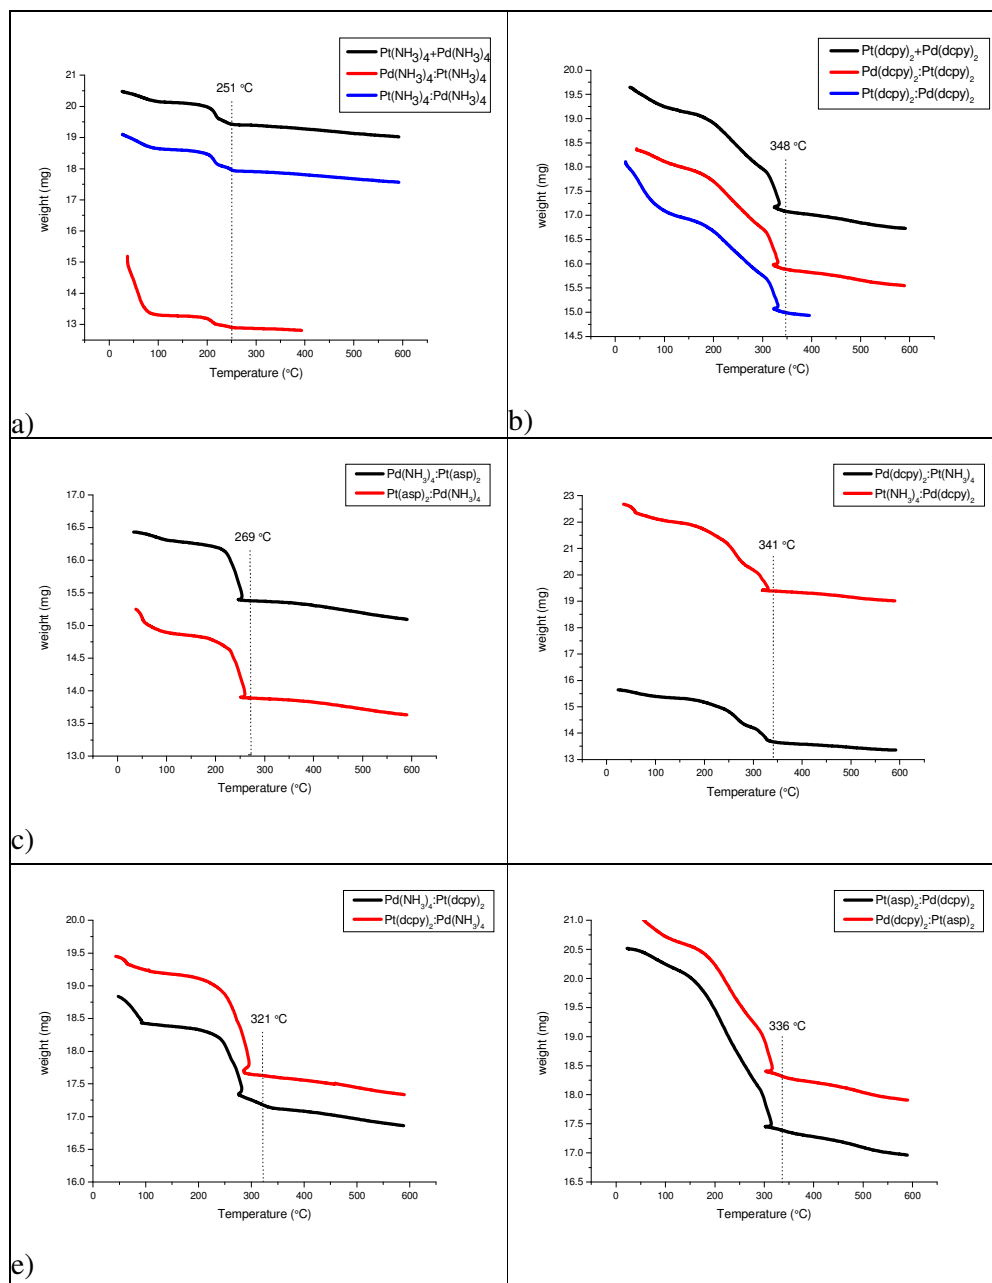 Pt(NH3)4+Pd(NH3)4
Pd(NH3)4:Pt(NH3)4
Pt(NH3)4:Pd(NH3)4
251 °C
21
20
19
18
17
16
15
14
13
weight (mg)
0 100 200 300 400 500 600
Temperature (°C)
a)
Pt(dcpy)2+Pd(dcpy)2
Pd(dcpy)2:Pt(dcpy)2
Pt(dcpy)2:Pd(dcpy)2
348 °C
20.0
19.5
19.0
18.5
18.0
17.5
17.0
16.5
16.0
15.5
15.0
14.5
weight (mg)
0 100 200 300 400 500 600
Temperature (°C)
b)
Pd(NH3)4:Pt(asp)2
Pt(asp)2:Pd(NH3)4
269 °C
17.0
16.5
16.0
15.5
15.0
14.5
14.0
13.5
13.0
weight (mg)
0 100 200 300 400 500 600
Temperature (°C)
c)
Pd(dcpy)2:Pt(NH3)4
Pt(NH3)4:Pd(dcpy)2
341 °C
23
22
21
20
19
18
17
16
15
14
13
weight (mg)
0 100 200 300 400 500 600
Temperature (°C)
Pd(NH3)4:Pt(dcpy)2
Pt(dcpy)2:Pd(NH3)4
321 °C
20.0
19.5
19.0
18.5
18.0
17.5
17.0
16.5
16.0
weight (mg)
0 100 200 300 400 500 600
Temperature (°C)
e)
Pt(asp)2:Pd(dcpy)2
Pd(dcpy)2:Pt(asp)2
336 °C
21.0
20.5
20.0
19.5
19.0
18.5
18.0
17.5
17.0
16.5
weight (mg)
0 100 200 300 400 500 600
Temperature (°C)